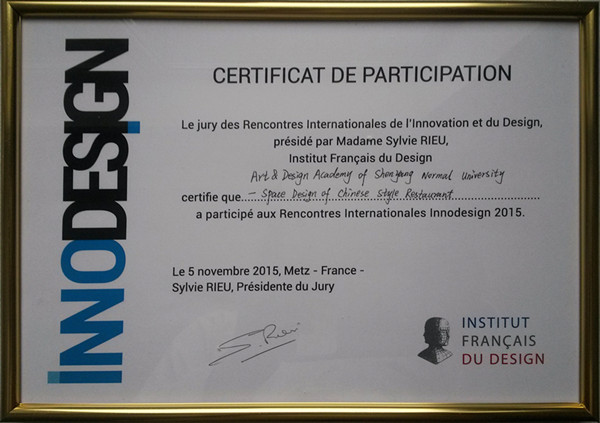 INNODESIGN
CERTIFICAT DE PARTICIPATION
Le jury des Rencontres Internationales de l'Innovation et du Design,
présidé par Madame Sylvie RIEU,
Institut Français du Design
Art & Design Academy of Shenyang Normal University
certifie que - Space Design of Chinese Style Restaurant
a participé aux Rencontres Internationales Innodesign 2015.
Le 5 novembre 2015, Metz - France -
Sylvie RIEU, Présidente du Jury
S. Rieu
INSTITUT
FRANÇAIS
DU DESIGN